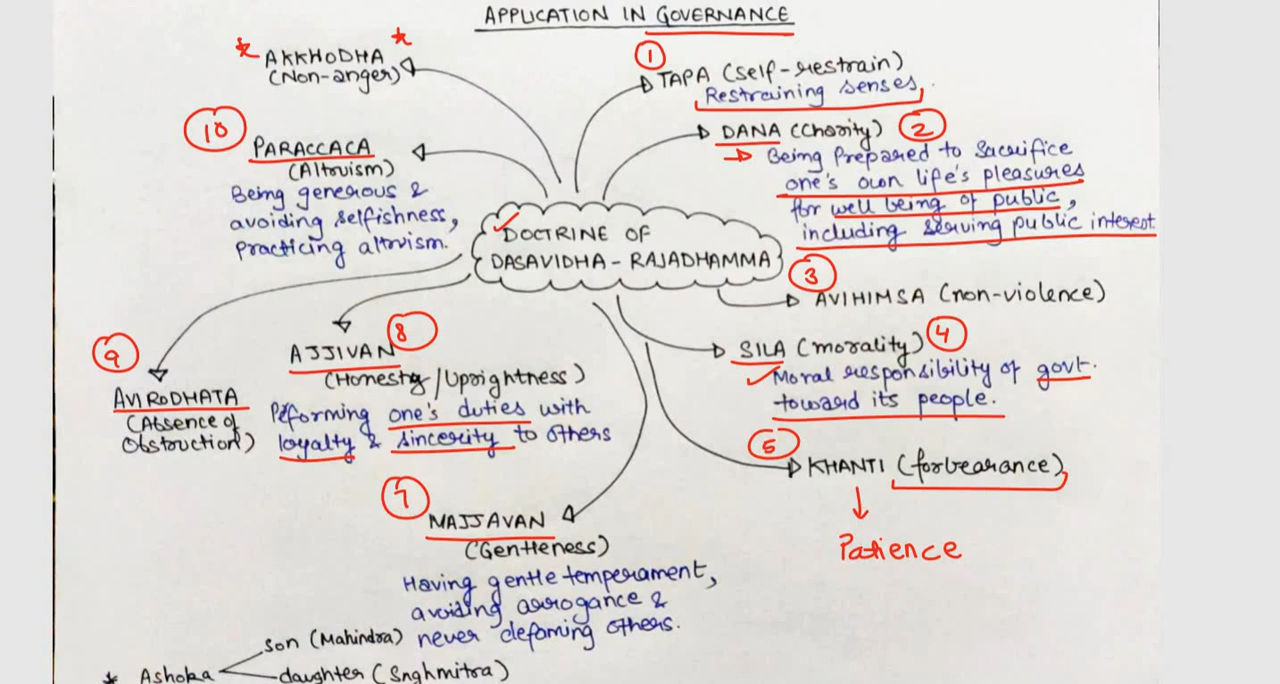 APPLICATION IN GOVERNANCE
* AKKHODHA *
(Non-anger)
1
TAPA (Self-restrain)
Restraining senses.
DANA (Charity) 2
Being prepared to sacrifice
one's own life's pleasures
for well being of public,
including serving public interest.
10
PARACCACA
(Altruism)
Being generous &
avoiding selfishness,
practicing altruism.
DOCTRINE OF
DASAVIDHA-RAJADHAMMA
3
AVIHIMSA (non-violence)
4
SILA (morality)
Moral responsibility of govt.
toward its people.
5
KHANTI (forbearance)
Patience
8
AJJIVAN
(Honesty/Uprightness)
Performing one's duties with
loyalty & sincerity to others
9
AVIRODHATA
(Absence of
Obstruction)
7
MAJJAVAN
(Gentleness)
Having gentle temperament,
avoiding arrogance &
never defaming others.
* Ashoka
son (Mahindra)
daughter (Snghmitra)